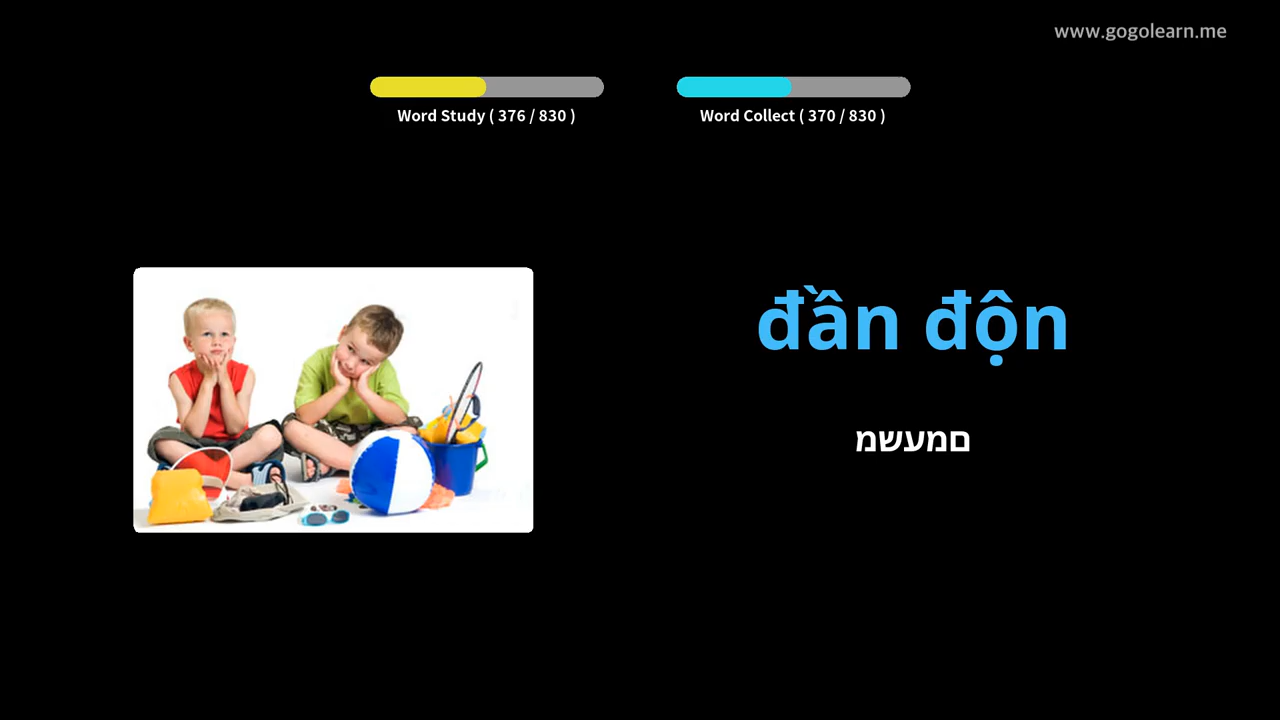 www.gogolearn.me
Word Study ( 376 / 830 )
Word Collect ( 370 / 830 )
đần độn
םמעשמ